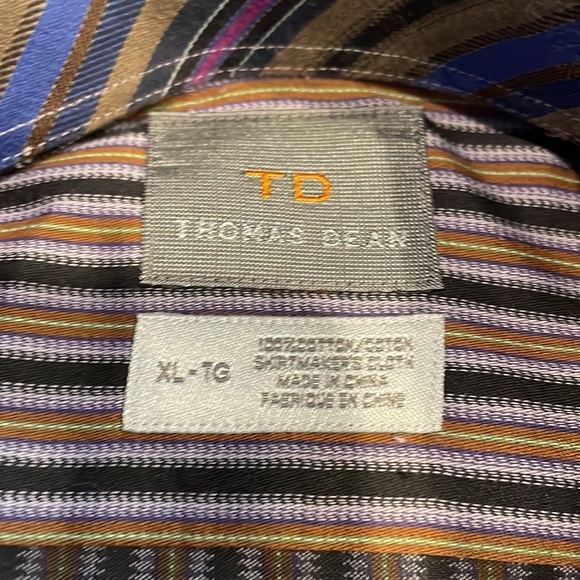 TD
THOMAS DEAN
XL - TG
100% COTTON/COTON
SHIRTMAKER'S CLOTH
MADE IN CHINA
FABRIQUE EN CHINE